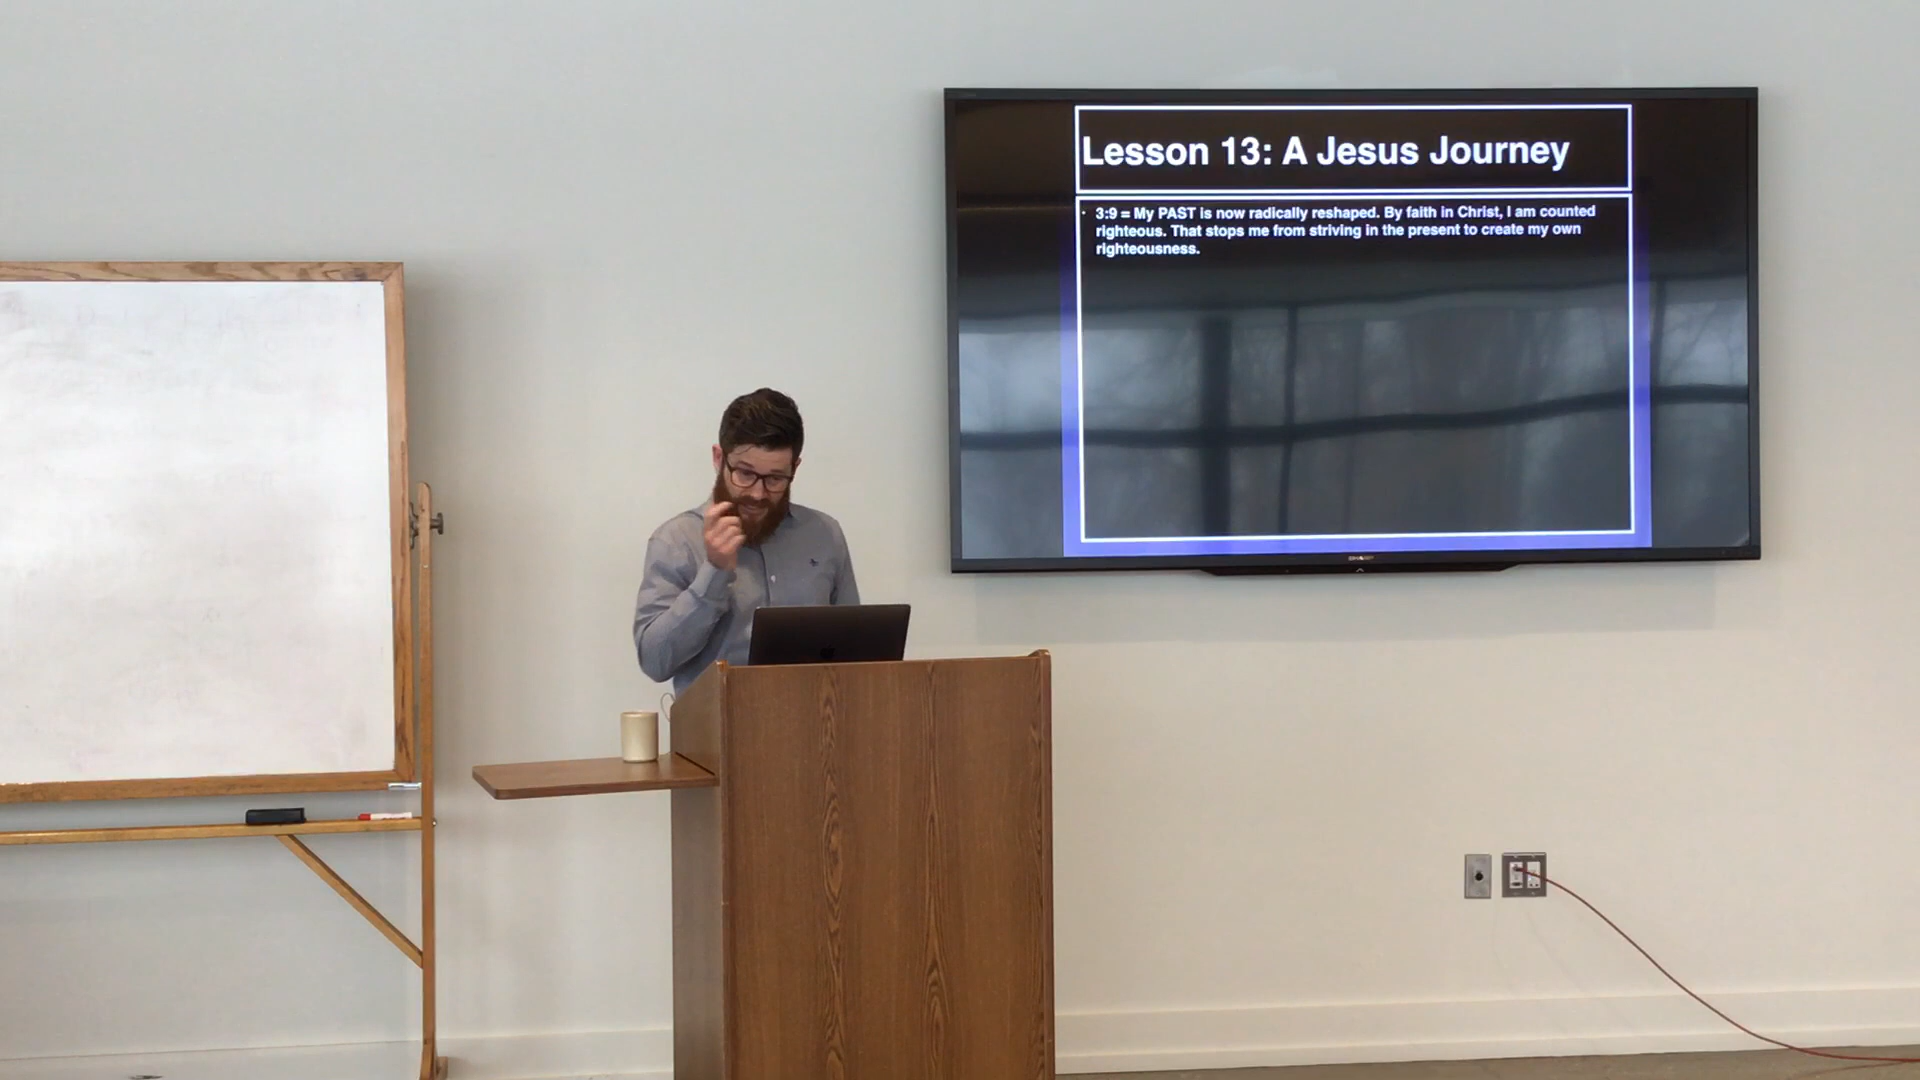 Lesson 13: A Jesus Journey
· 3:9 = My PAST is now radically reshaped. By faith in Christ, I am counted
righteous. That stops me from striving in the present to create my own
righteousness.
SHARP